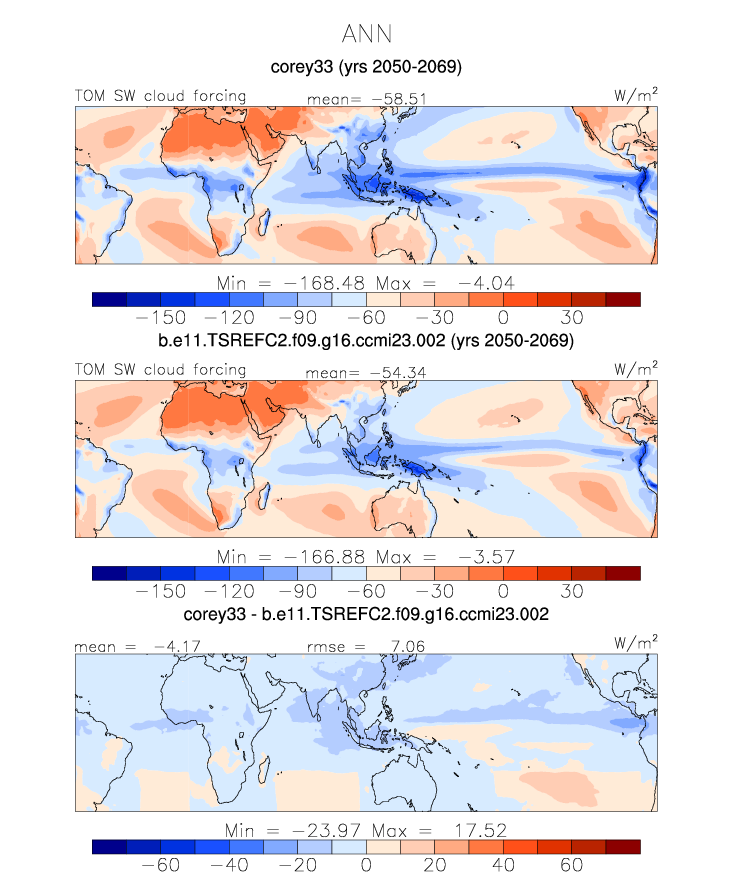 ANN
corey33 (yrs 2050-2069)
TOM SW cloud forcing mean= −58.51 W/m²
Min = −168.48 Max = −4.04
−150 −120 −90 −60 −30 0 30
b.e11.TSREFC2.f09.g16.ccmi23.002 (yrs 2050-2069)
TOM SW cloud forcing mean= −54.34 W/m²
Min = −166.88 Max = −3.57
−150 −120 −90 −60 −30 0 30
corey33 - b.e11.TSREFC2.f09.g16.ccmi23.002
mean = −4.17 rmse = 7.06 W/m²
Min = −23.97 Max = 17.52
−60 −40 −20 0 20 40 60